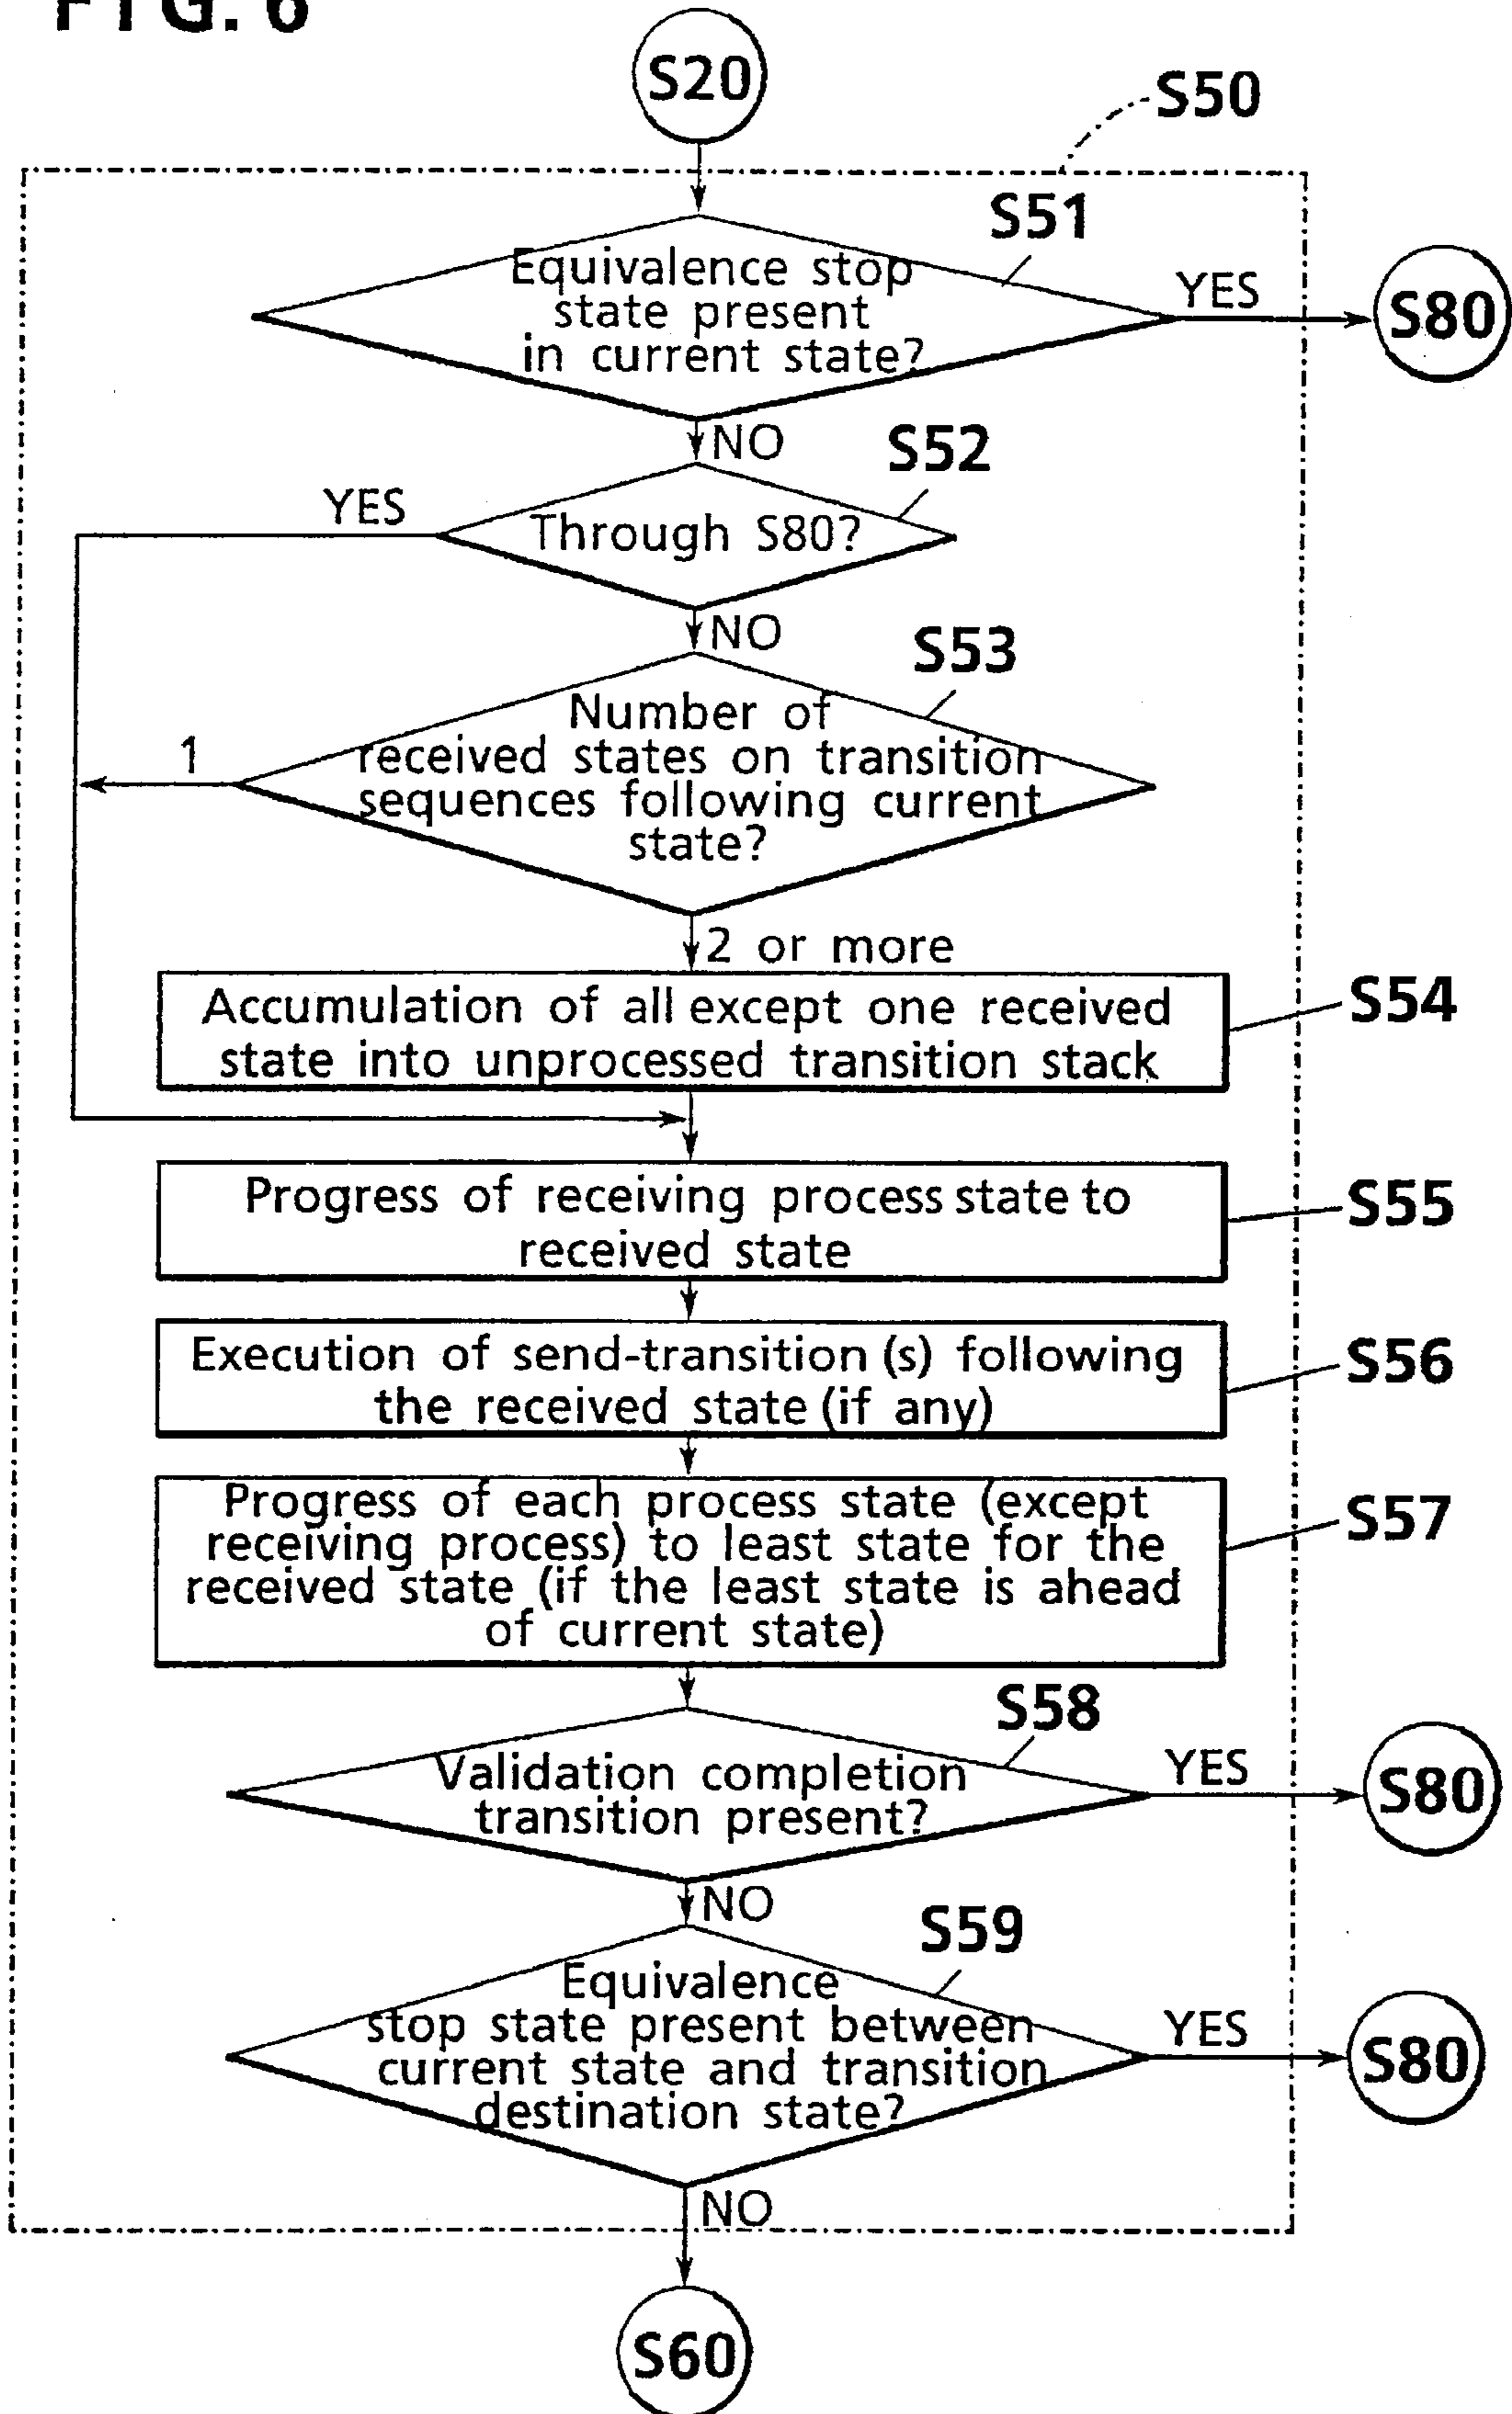 FIG. 6
S20
S50
S51
Equivalence stop
state present
in current state?
YES
S80
NO
S52
YES
Through S80?
NO
S53
Number of
received states on transition
sequences following current
state?
1
2 or more
Accumulation of all except one received
state into unprocessed transition stack
S54
Progress of receiving process state to
received state
S55
Execution of send-transition (s) following
the received state (if any)
S56
Progress of each process state (except
receiving process) to least state for the
received state (if the least state is ahead
of current state)
S57
S58
Validation completion
transition present?
YES
S80
NO
S59
Equivalence
stop state present between
current state and transition
destination state?
YES
S80
NO
S60